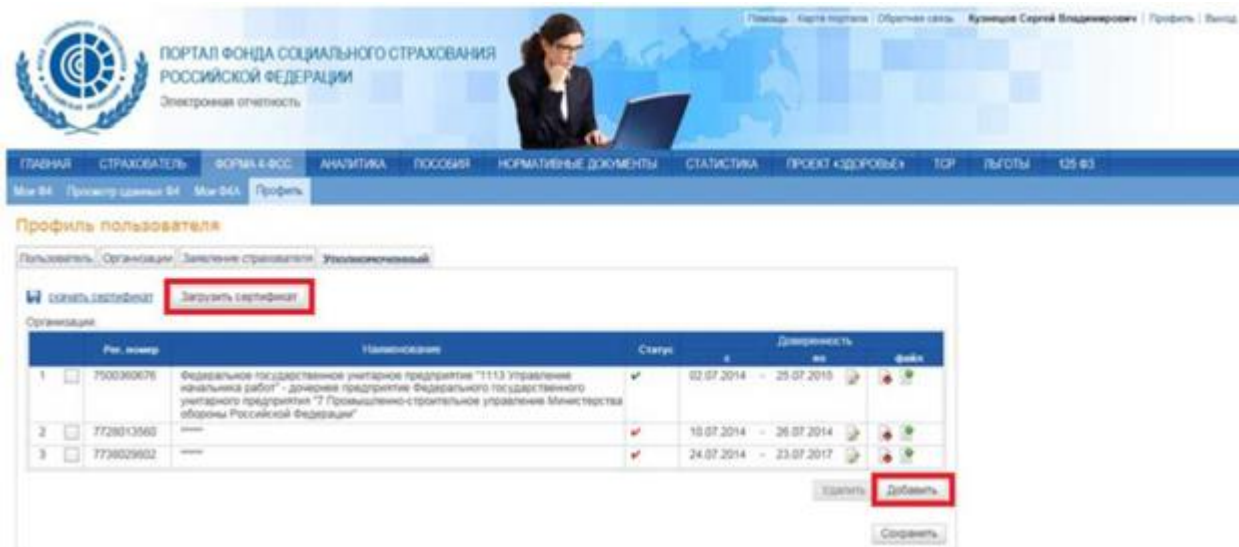 Помощь Карта портала Обратная связь Кузнецов Сергей Владимирович Профиль Выход
ПОРТАЛ ФОНДА СОЦИАЛЬНОГО СТРАХОВАНИЯ
РОССИЙСКОЙ ФЕДЕРАЦИИ
Электронная отчетность
ГЛАВНАЯ СТРАХОВАТЕЛЬ ФОРМА 4-ФСС АНАЛИТИКА ПОСОБИЯ НОРМАТИВНЫЕ ДОКУМЕНТЫ СТАТИСТИКА ПРОЕКТ «ЗДОРОВЬЕ» ТСР ЛЬГОТЫ 125 ФЗ
Мои Ф4 Просмотр сданных Ф4 Мои Ф4А Профиль
Профиль пользователя
Пользователь Организации Заявление страхователя Уполномоченный
скачать сертификат Загрузить сертификат
Организации:
Рег. номер Наименование Статус Доверенность
с по файл
1 7500360676 Федеральное государственное унитарное предприятие "1113 Управление 02.07.2014 - 25.07.2015
начальника работ" - дочернее предприятие Федерального государственного
унитарного предприятия "7 Промышленно-строительное управление Министерства
обороны Российской Федерации"
2 7728013560 ***** 10.07.2014 - 26.07.2014
3 7738029802 ***** 24.07.2014 - 23.07.2017
Удалить Добавить
Сохранить